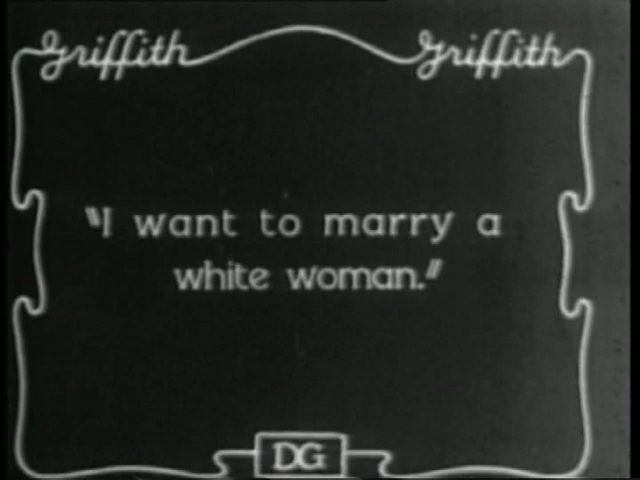 Griffith Griffith
"I want to marry a
white woman."
DG